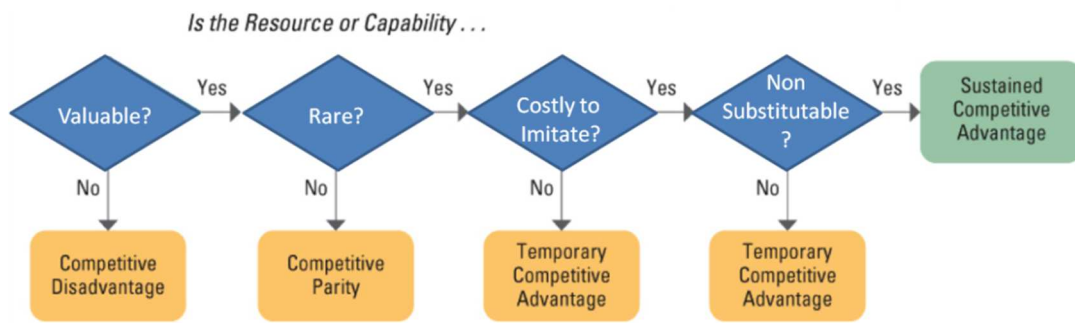 Is the Resource or Capability . . .
Valuable?
Yes
Rare?
Yes
Costly to
Imitate?
Yes
Non
Substitutable
?
Yes
Sustained
Competitive
Advantage
No
No
No
No
Competitive
Disadvantage
Competitive
Parity
Temporary
Competitive
Advantage
Temporary
Competitive
Advantage